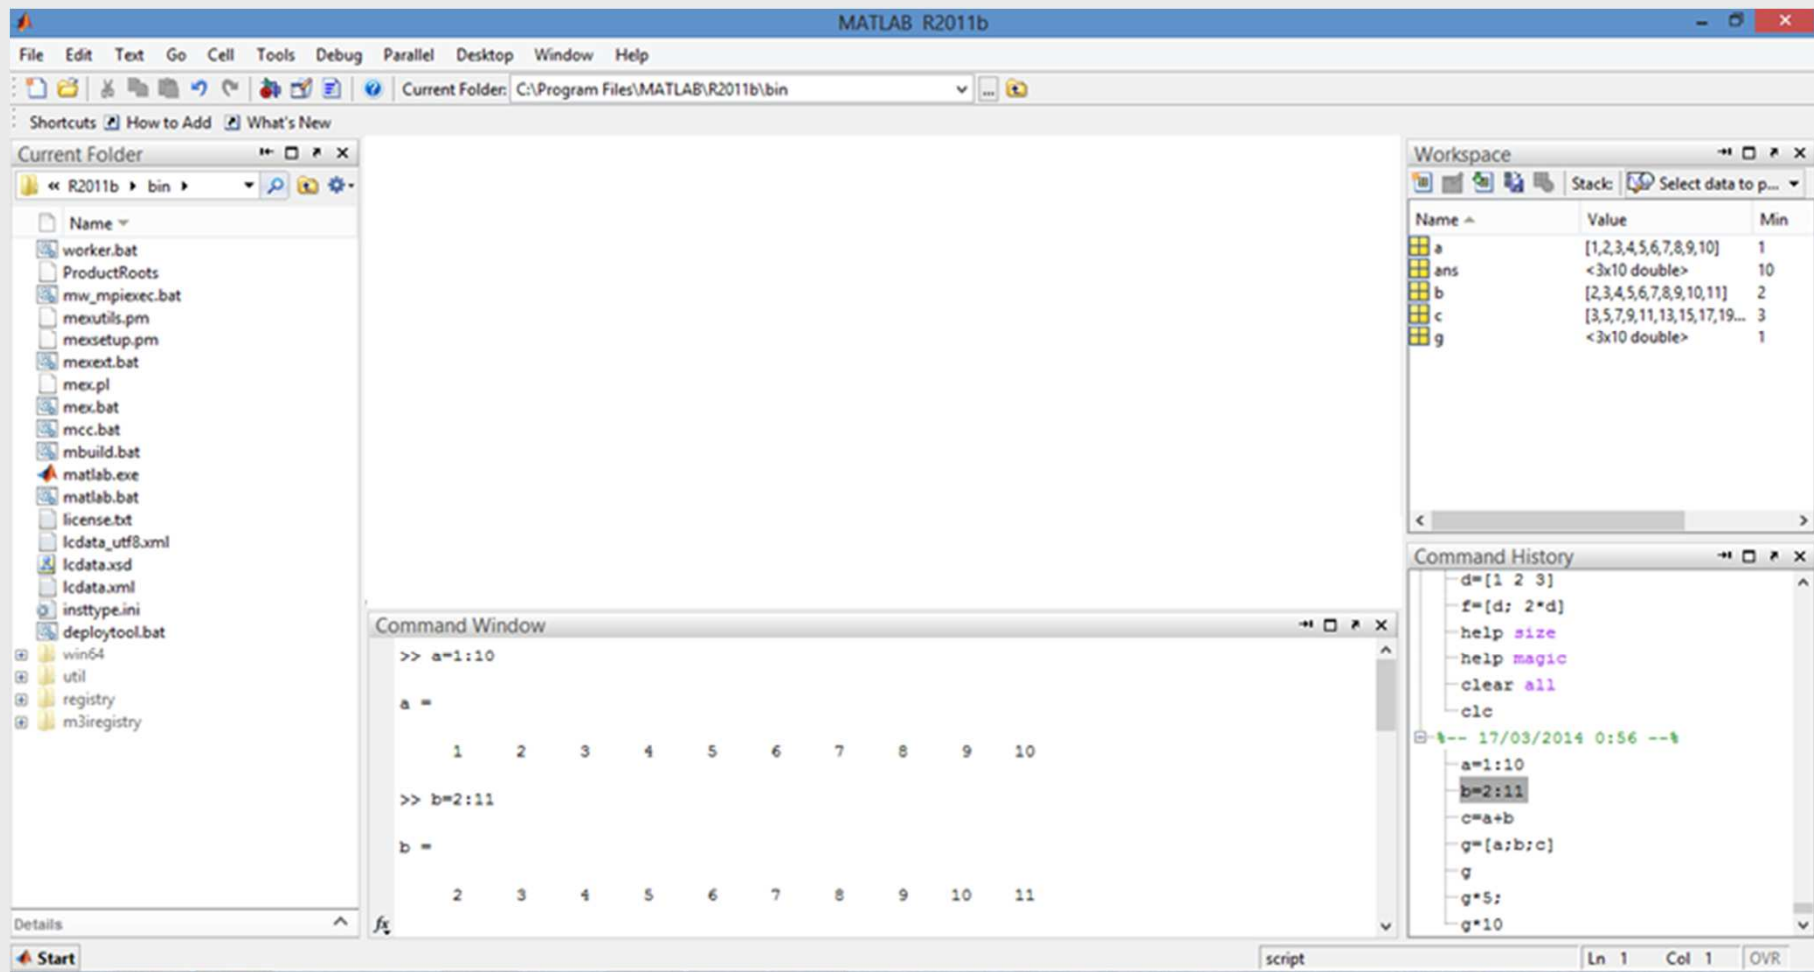 MATLAB R2011b
File Edit Text Go Cell Tools Debug Parallel Desktop Window Help
Current Folder: C:\Program Files\MATLAB\R2011b\bin ...
Shortcuts How to Add What's New
Current Folder
« R2011b bin
Name
worker.bat
ProductRoots
mw_mpiexec.bat
mexutils.pm
mexsetup.pm
mexext.bat
mex.pl
mex.bat
mcc.bat
mbuild.bat
matlab.exe
matlab.bat
license.txt
lcdata_utf8.xml
lcdata.xsd
lcdata.xml
insttype.ini
deploytool.bat
win64
util
registry
m3iregistry
Details
Start
Command Window
>> a=1:10
a =
1 2 3 4 5 6 7 8 9 10
>> b=2:11
b =
2 3 4 5 6 7 8 9 10 11
fx
Workspace
Stack: Select data to p...
Name Value Min
a [1,2,3,4,5,6,7,8,9,10] 1
ans <3x10 double> 10
b [2,3,4,5,6,7,8,9,10,11] 2
c [3,5,7,9,11,13,15,17,19... 3
g <3x10 double> 1
Command History
d=[1 2 3]
f=[d; 2*d]
help size
help magic
clear all
clc
%-- 17/03/2014 0:56 --%
a=1:10
b=2:11
c=a+b
g=[a;b;c]
g
g*5;
g*10
script Ln 1 Col 1 OVR